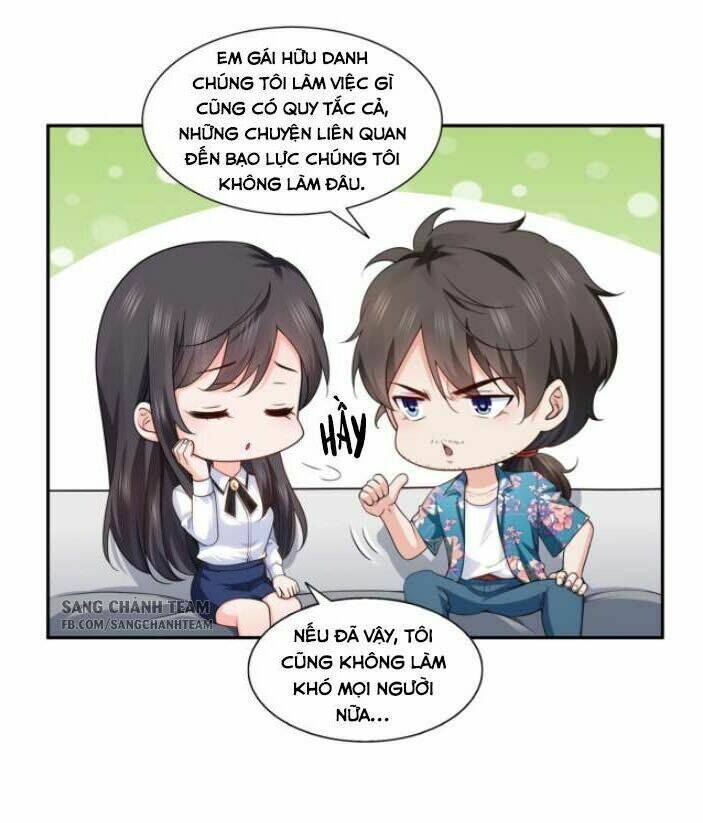 EM GÁI HỮU DANH
CHÚNG TÔI LÀM VIỆC GÌ
CŨNG CÓ QUY TẮC CẢ,
NHỮNG CHUYỆN LIÊN QUAN
ĐẾN BẠO LỰC CHÚNG TÔI
KHÔNG LÀM ĐÂU.
HẦY
SANG CHẢNH TEAM
FB.COM/SANGCHANHTEAM
NẾU ĐÃ VẬY, TÔI
CŨNG KHÔNG LÀM
KHÓ MỌI NGƯỜI
NỮA...